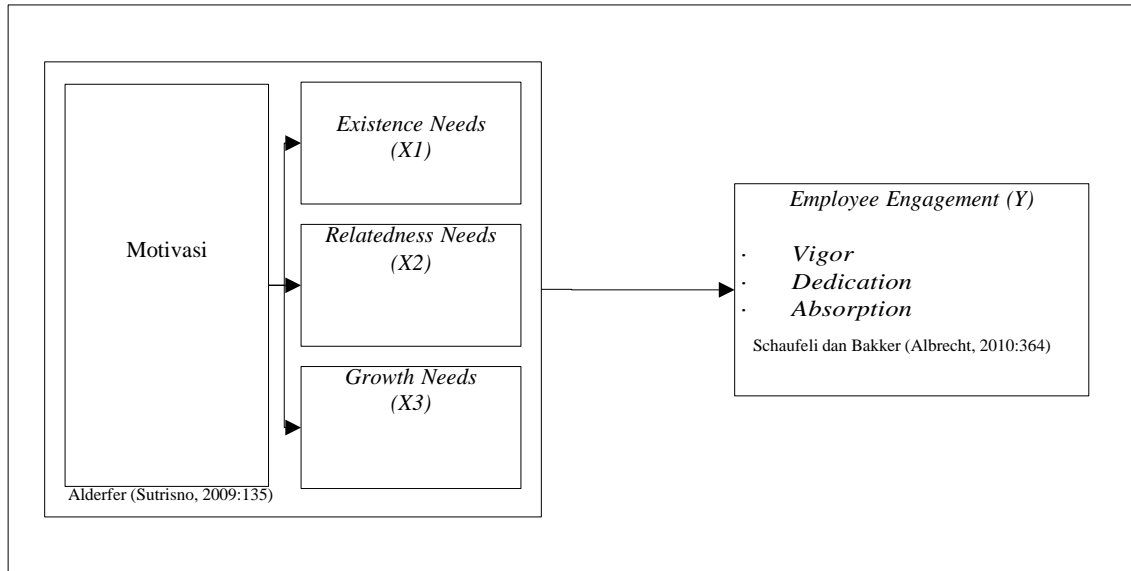 Motivasi
Alderfer (Sutrisno, 2009:135)
Existence Needs
(X1)
Relatedness Needs
(X2)
Growth Needs
(X3)
Employee Engagement (Y)
· Vigor
· Dedication
· Absorption
Schaufeli dan Bakker (Albrecht, 2010:364)